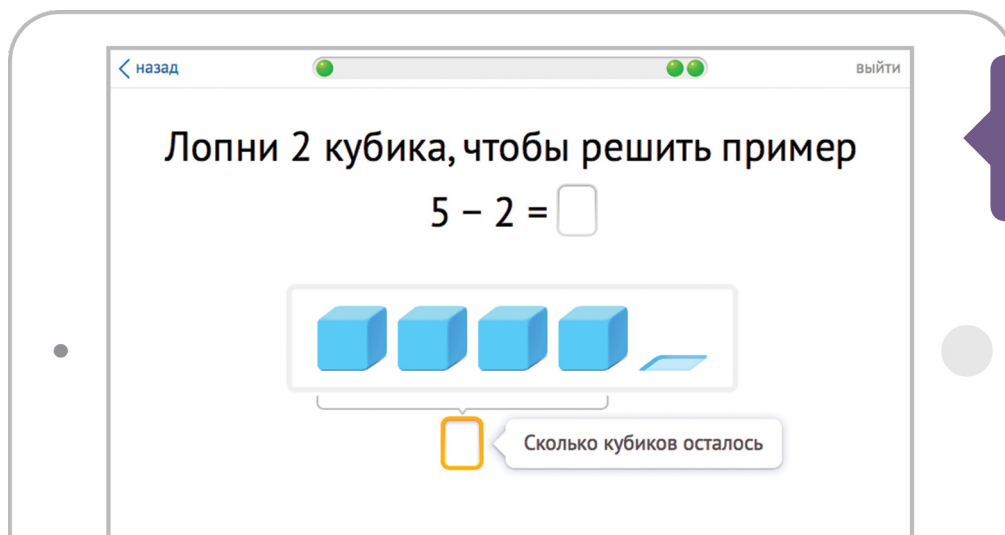 назад
выйти
Лопни 2 кубика, чтобы решить пример
5 – 2 =
Сколько кубиков осталось